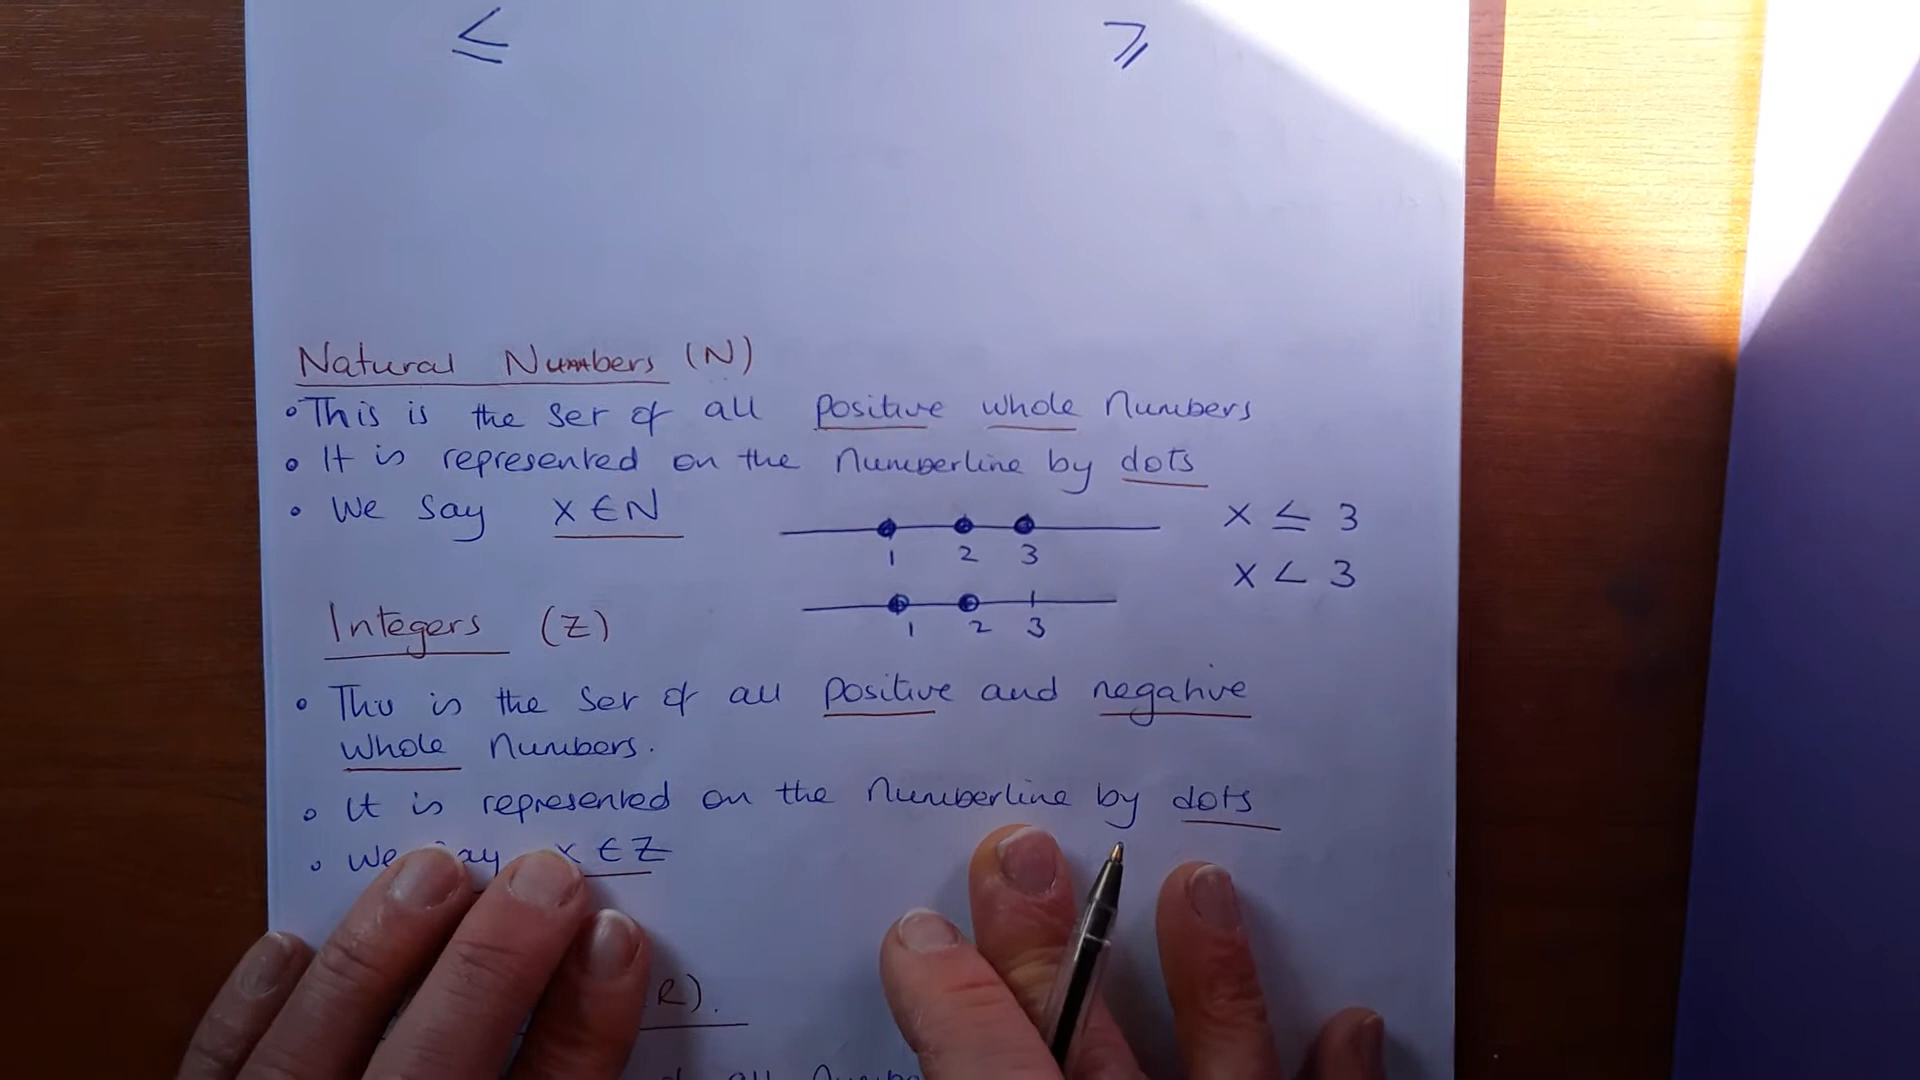 ≤ ≥
Natural Numbers (N)
• This is the set of all positive whole Numbers
• It is represented on the Numberline by dots
• We say x ∈ N
1 2 3
x ≤ 3
x < 3
1 2 3
Integers (Z)
• This is the set of all positive and negative
whole Numbers.
• It is represented on the Numberline by dots
• We say x ∈ Z
R).
all